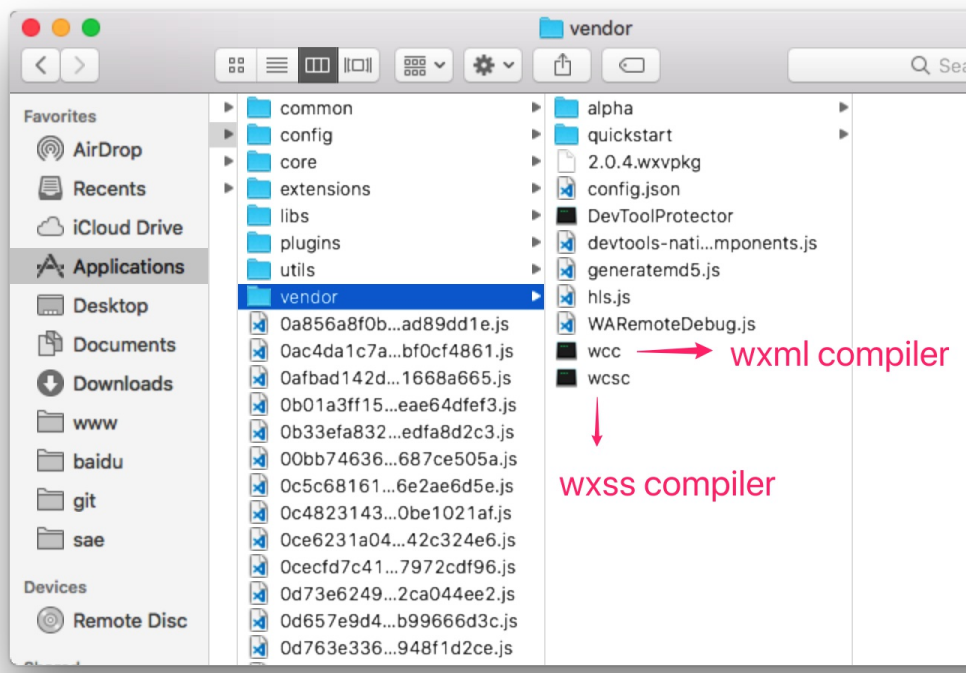 vendor
Sea
Favorites
AirDrop
Recents
iCloud Drive
Applications
Desktop
Documents
Downloads
www
baidu
git
sae
Devices
Remote Disc
Shared
common
config
core
extensions
libs
plugins
utils
vendor
0a856a8f0b...ad89dd1e.js
0ac4da1c7a...bf0cf4861.js
0afbad142d...1668a665.js
0b01a3ff15...eae64dfef3.js
0b33efa832...edfa8d2c3.js
00bb74636...687ce505a.js
0c5c68161...6e2ae6d5e.js
0c4823143...0be1021af.js
0ce6231a04...42c324e6.js
0cecfd7c41...7972cdf96.js
0d73e6249...2ca044ee2.js
0d657e9d4...b99666d3c.js
0d763e336...948f1d2ce.js
alpha
quickstart
2.0.4.wxvpkg
config.json
DevToolProtector
devtools-nati...mponents.js
generatemd5.js
hls.js
WARemoteDebug.js
wcc
wxml compiler
wcsc
wxss compiler